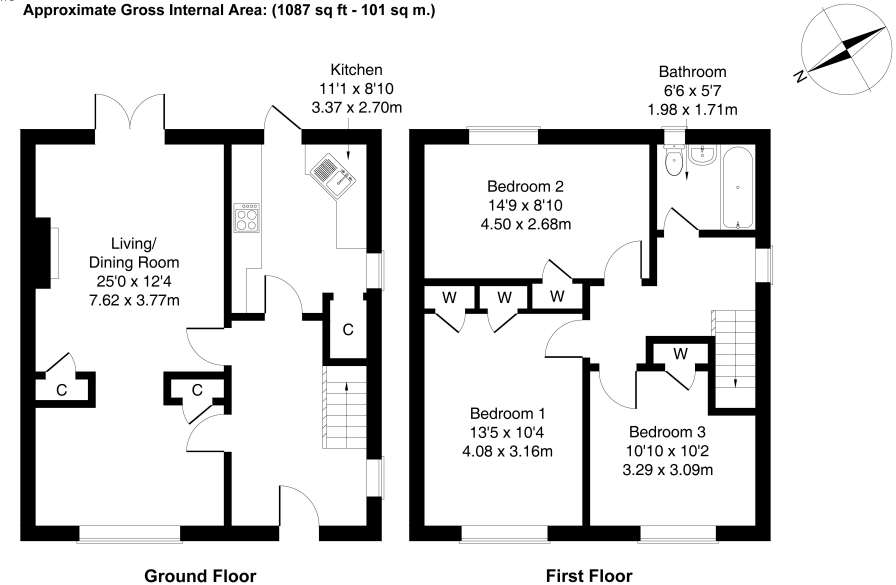 Approximate Gross Internal Area: (1087 sq ft - 101 sq m.)
N
Kitchen
11'1 x 8'10
3.37 x 2.70m
Living/
Dining Room
25'0 x 12'4
7.62 x 3.77m
C
C
C
Ground Floor
Bathroom
6'6 x 5'7
1.98 x 1.71m
Bedroom 2
14'9 x 8'10
4.50 x 2.68m
W
W
W
W
Bedroom 1
13'5 x 10'4
4.08 x 3.16m
Bedroom 3
10'10 x 10'2
3.29 x 3.09m
First Floor